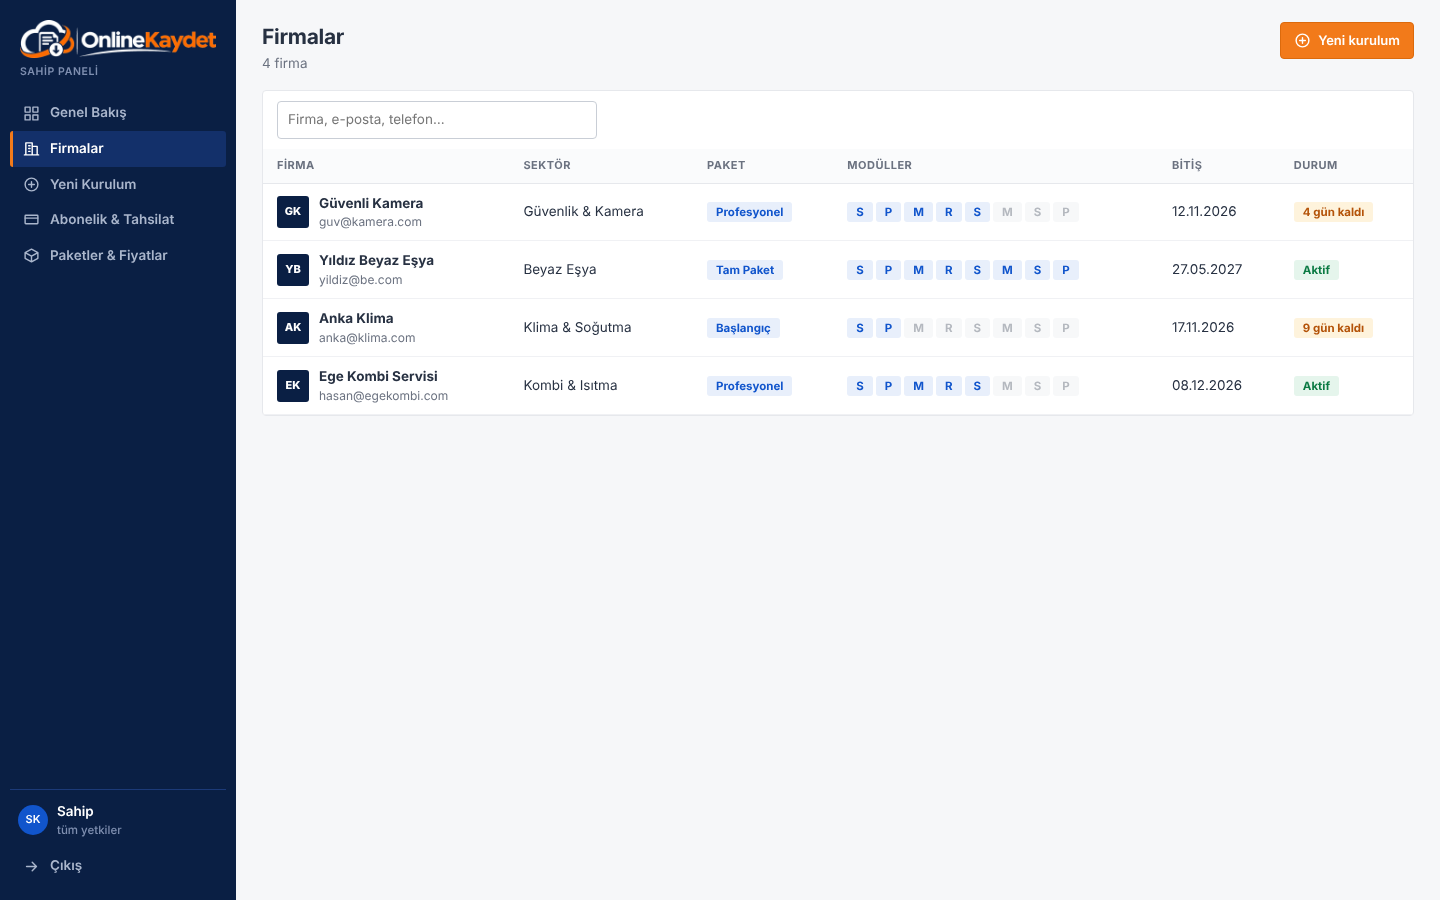 OnlineKaydet
SAHİP PANELİ
Genel Bakış
Firmalar
Yeni Kurulum
Abonelik & Tahsilat
Paketler & Fiyatlar
SK
Sahip
tüm yetkiler
Çıkış
Firmalar
4 firma
Yeni kurulum
Firma, e-posta, telefon...
FİRMA SEKTÖR PAKET MODÜLLER BİTİŞ DURUM
GK Güvenli Kamera Güvenlik & Kamera Profesyonel S P M R S M S P 12.11.2026 4 gün kaldı
guv@kamera.com
YB Yıldız Beyaz Eşya Beyaz Eşya Tam Paket S P M R S M S P 27.05.2027 Aktif
yildiz@be.com
AK Anka Klima Klima & Soğutma Başlangıç S P M R S M S P 17.11.2026 9 gün kaldı
anka@klima.com
EK Ege Kombi Servisi Kombi & Isıtma Profesyonel S P M R S M S P 08.12.2026 Aktif
hasan@egekombi.com